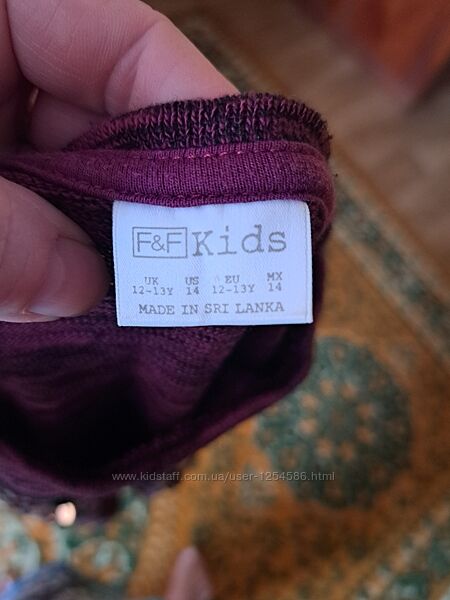 F&F Kids
UK US EU MX
12-13Y 14 12-13Y 14
MADE IN SRI LANKA
www.kidstaff.com.ua/user-1254586.html